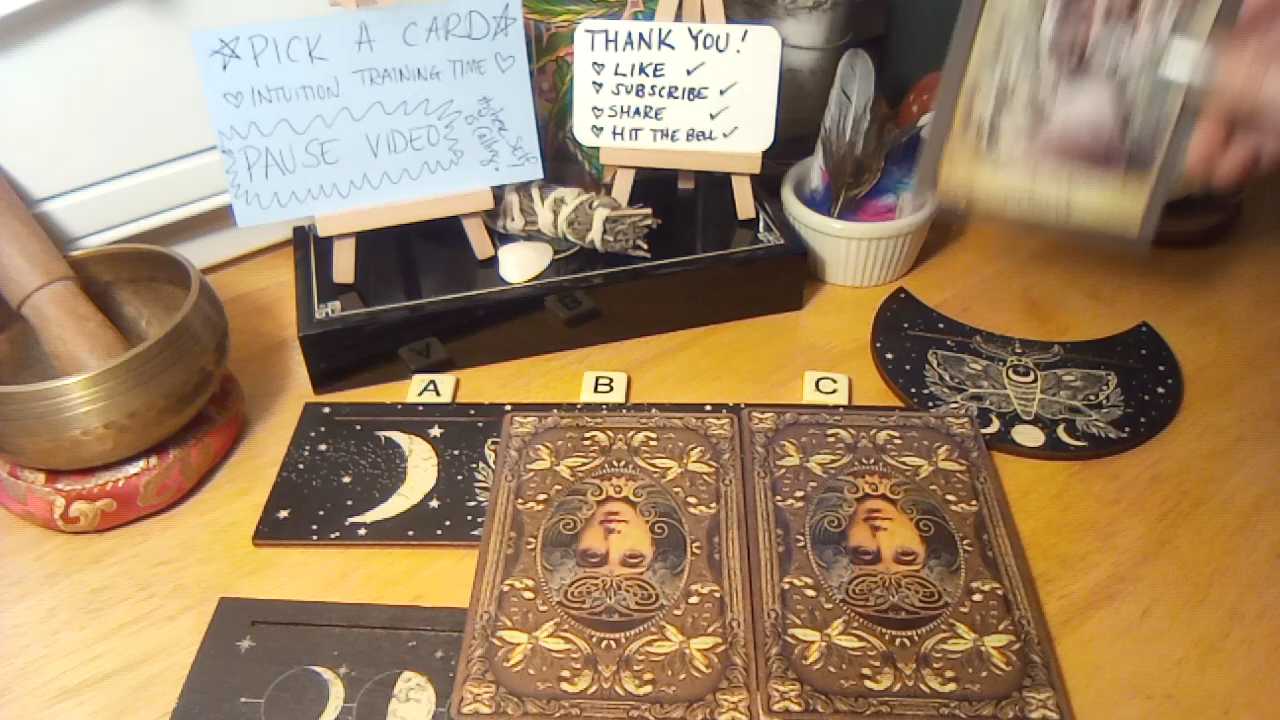 ☆PICK A CARD☆
♡INTUITION TRAINING TIME♡
PAUSE VIDEO
THANK YOU!
♡ LIKE ✓
♡ SUBSCRIBE ✓
♡ SHARE ✓
♡ HIT THE BELL ✓
A
B
C